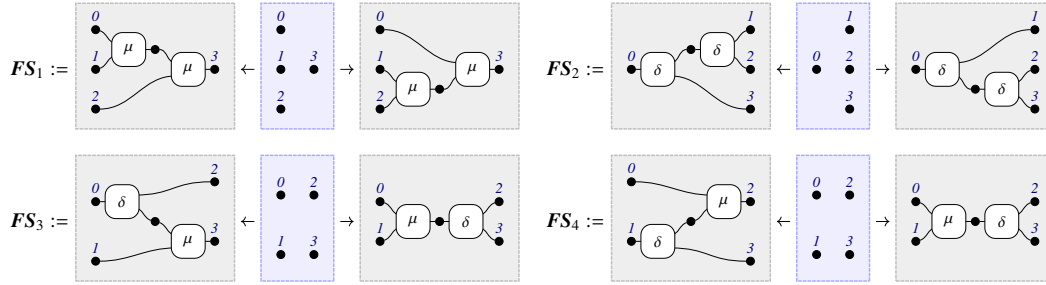 0 0 0 1 1 1
μ δ
1 3 1 3 1 3 0 2 0 2 0 2
FS₁ := μ ← → μ FS₂ := δ ← → δ
2 2 2 μ 3 3 δ 3
0 2 0 2 0 2 0 2 0 2 0 2
δ μ
FS₃ := ← → μ δ FS₄ := ← → μ δ
1 μ 3 1 3 1 3 1 δ 3 1 3 1 3